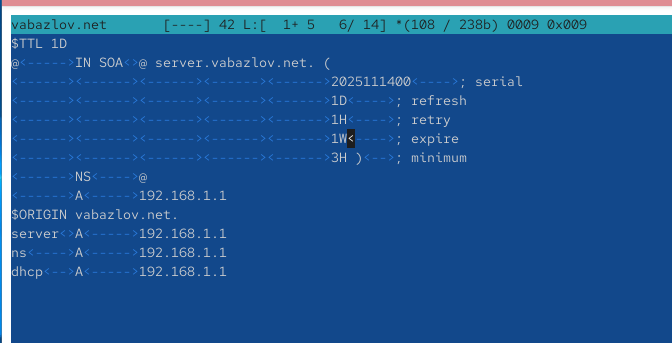 vabazlov.net [----] 42 L:[ 1+ 5 6/ 14] *(108 / 238b) 0009 0x009
$TTL 1D
@<------>IN SOA<>@ server.vabazlov.net. (
<------><------><------><------><------>2025111400<----->; serial
<------><------><------><------><------>1D<---->; refresh
<------><------><------><------><------>1H<---->; retry
<------><------><------><------><------>1W<---->; expire
<------><------><------><------><------>3H )<-->; minimum
<------>NS<---->@
<------>A<----->192.168.1.1
$ORIGIN vabazlov.net.
server<>A<----->192.168.1.1
ns<---->A<----->192.168.1.1
dhcp<-->A<----->192.168.1.1